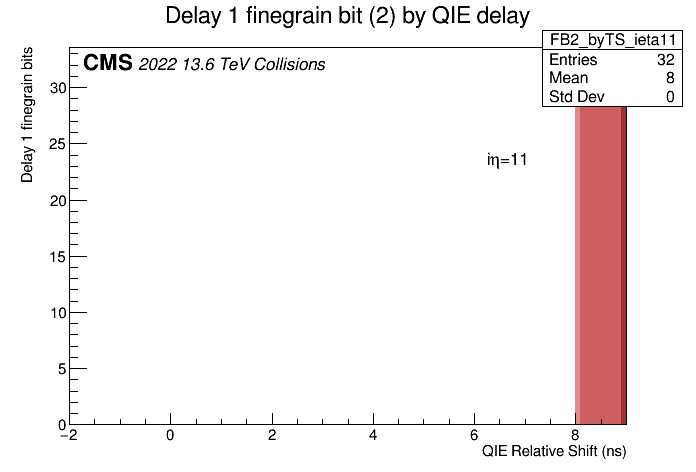 Delay 1 finegrain bit (2) by QIE delay
FB2_byTS_ieta11
Entries 32
Mean 8
Std Dev 0
CMS 2022 13.6 TeV Collisions
iη=11
Delay 1 finegrain bits
30
25
20
15
10
5
0
−2 0 2 4 6 8
QIE Relative Shift (ns)